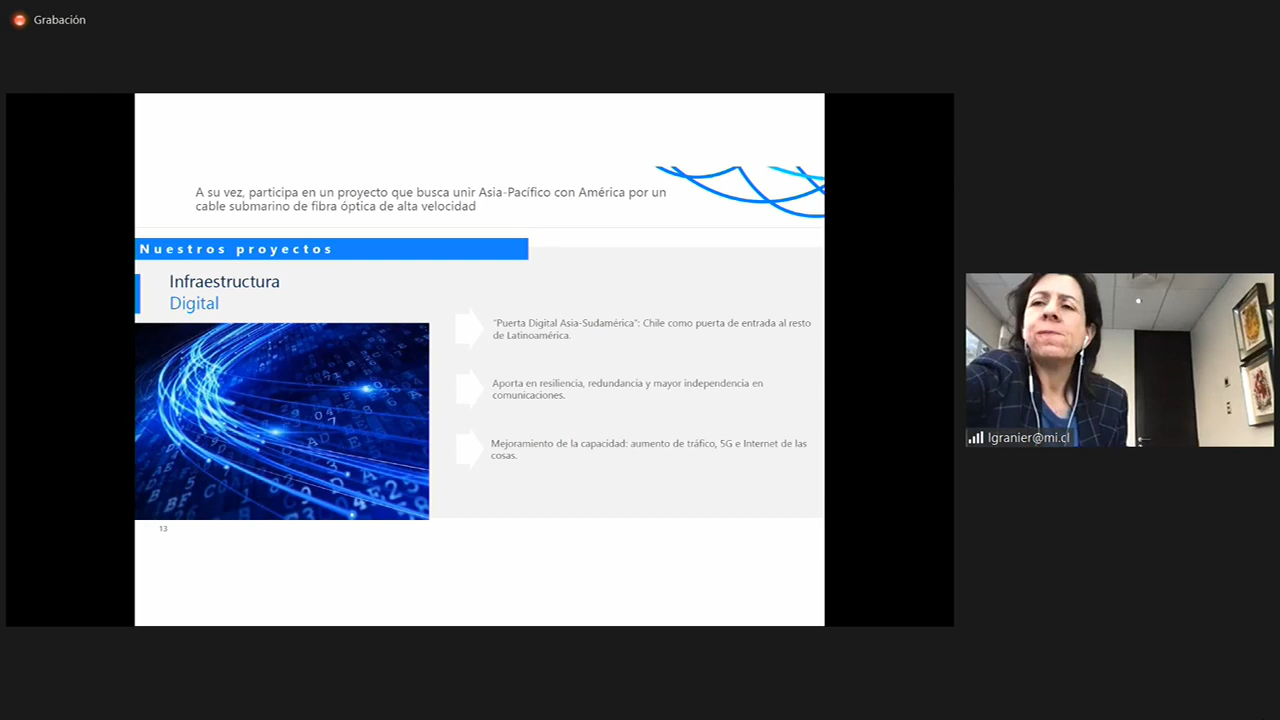 Grabación
A su vez, participa en un proyecto que busca unir Asia-Pacífico con América por un
cable submarino de fibra óptica de alta velocidad
Nuestros proyectos
Infraestructura
Digital
"Puerta Digital Asia-Sudamérica": Chile como puerta de entrada al resto
de Latinoamérica.
Aporta en resiliencia, redundancia y mayor independencia en
comunicaciones.
Mejoramiento de la capacidad: aumento de tráfico, 5G e Internet de las
cosas.
13
lgranier@mi.cl